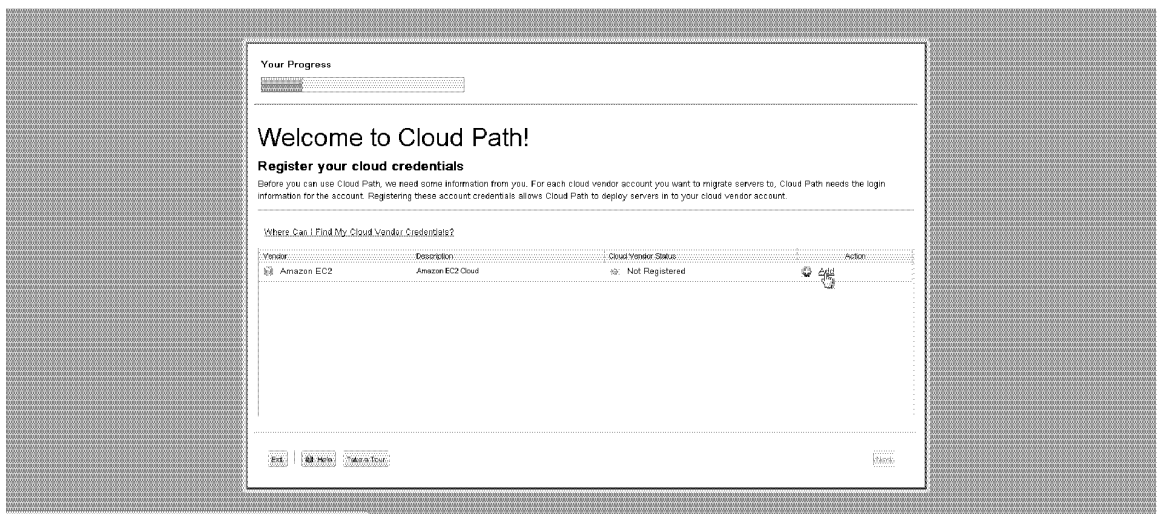 Your Progress
Welcome to Cloud Path!
Register your cloud credentials
Before you can use Cloud Path, we need some information from you. For each cloud vendor account you want to migrate servers to, Cloud Path needs the login
information for the account. Registering these account credentials allows Cloud Path to deploy servers in to your cloud vendor account.
Where Can I Find My Cloud Vendor Credentials?
Vendor Description Cloud Vendor Status Action
Amazon EC2 Amazon EC2 Cloud Not Registered Add
Exit Help Take a Tour Next